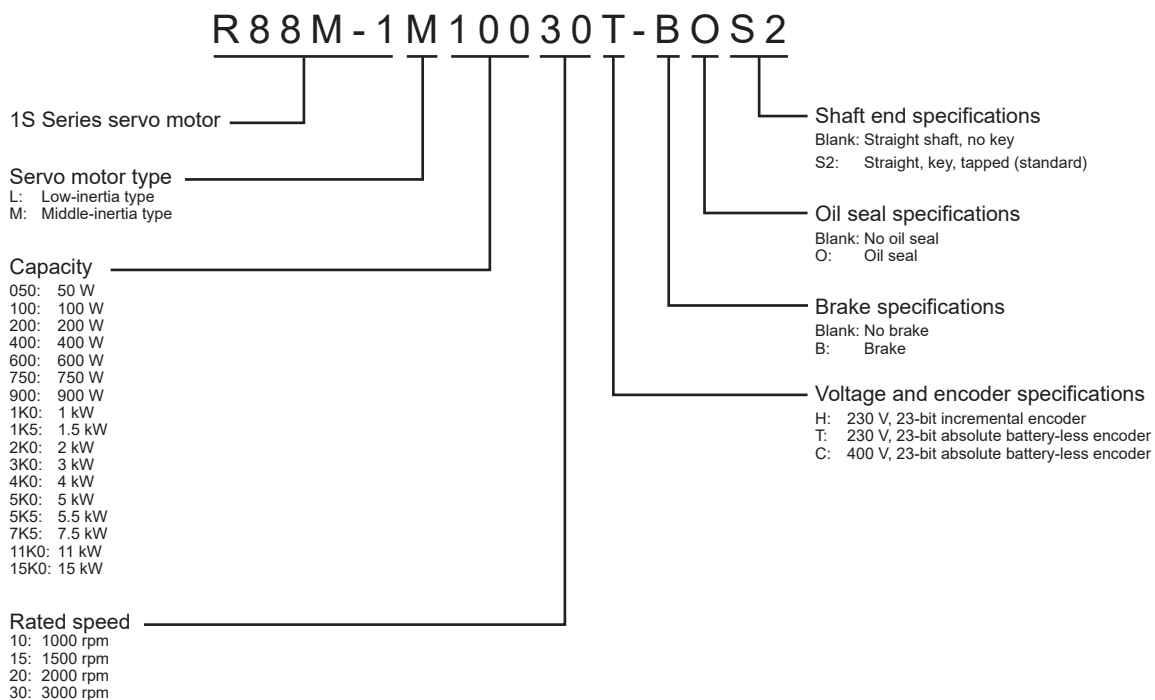 R88M-1M10030T-BOS2
1S Series servo motor
Servo motor type
L: Low-inertia type
M: Middle-inertia type
Capacity
050: 50 W
100: 100 W
200: 200 W
400: 400 W
600: 600 W
750: 750 W
900: 900 W
1K0: 1 kW
1K5: 1.5 kW
2K0: 2 kW
3K0: 3 kW
4K0: 4 kW
5K0: 5 kW
5K5: 5.5 kW
7K5: 7.5 kW
11K0: 11 kW
15K0: 15 kW
Rated speed
10: 1000 rpm
15: 1500 rpm
20: 2000 rpm
30: 3000 rpm
Shaft end specifications
Blank: Straight shaft, no key
S2: Straight, key, tapped (standard)
Oil seal specifications
Blank: No oil seal
O: Oil seal
Brake specifications
Blank: No brake
B: Brake
Voltage and encoder specifications
H: 230 V, 23-bit incremental encoder
T: 230 V, 23-bit absolute battery-less encoder
C: 400 V, 23-bit absolute battery-less encoder